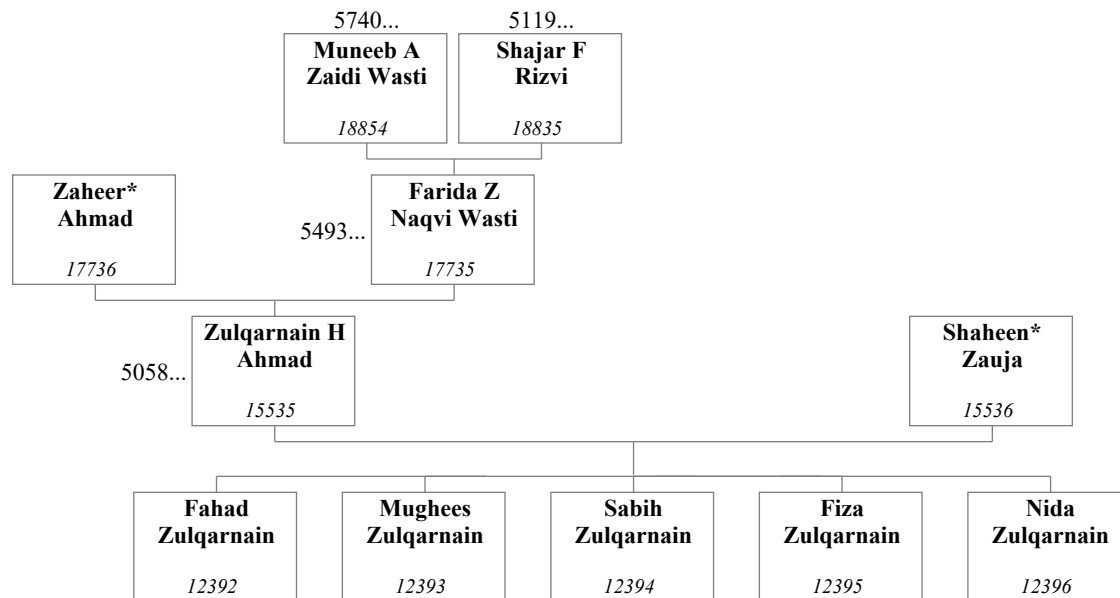 5740...
5119...
Muneeb A
Zaidi Wasti
18854
Shajar F
Rizvi
18835
Zaheer*
Ahmad
17736
5493...
Farida Z
Naqvi Wasti
17735
5058...
Zulqarnain H
Ahmad
15535
Shaheen*
Zauja
15536
Fahad
Zulqarnain
12392
Mughees
Zulqarnain
12393
Sabih
Zulqarnain
12394
Fiza
Zulqarnain
12395
Nida
Zulqarnain
12396